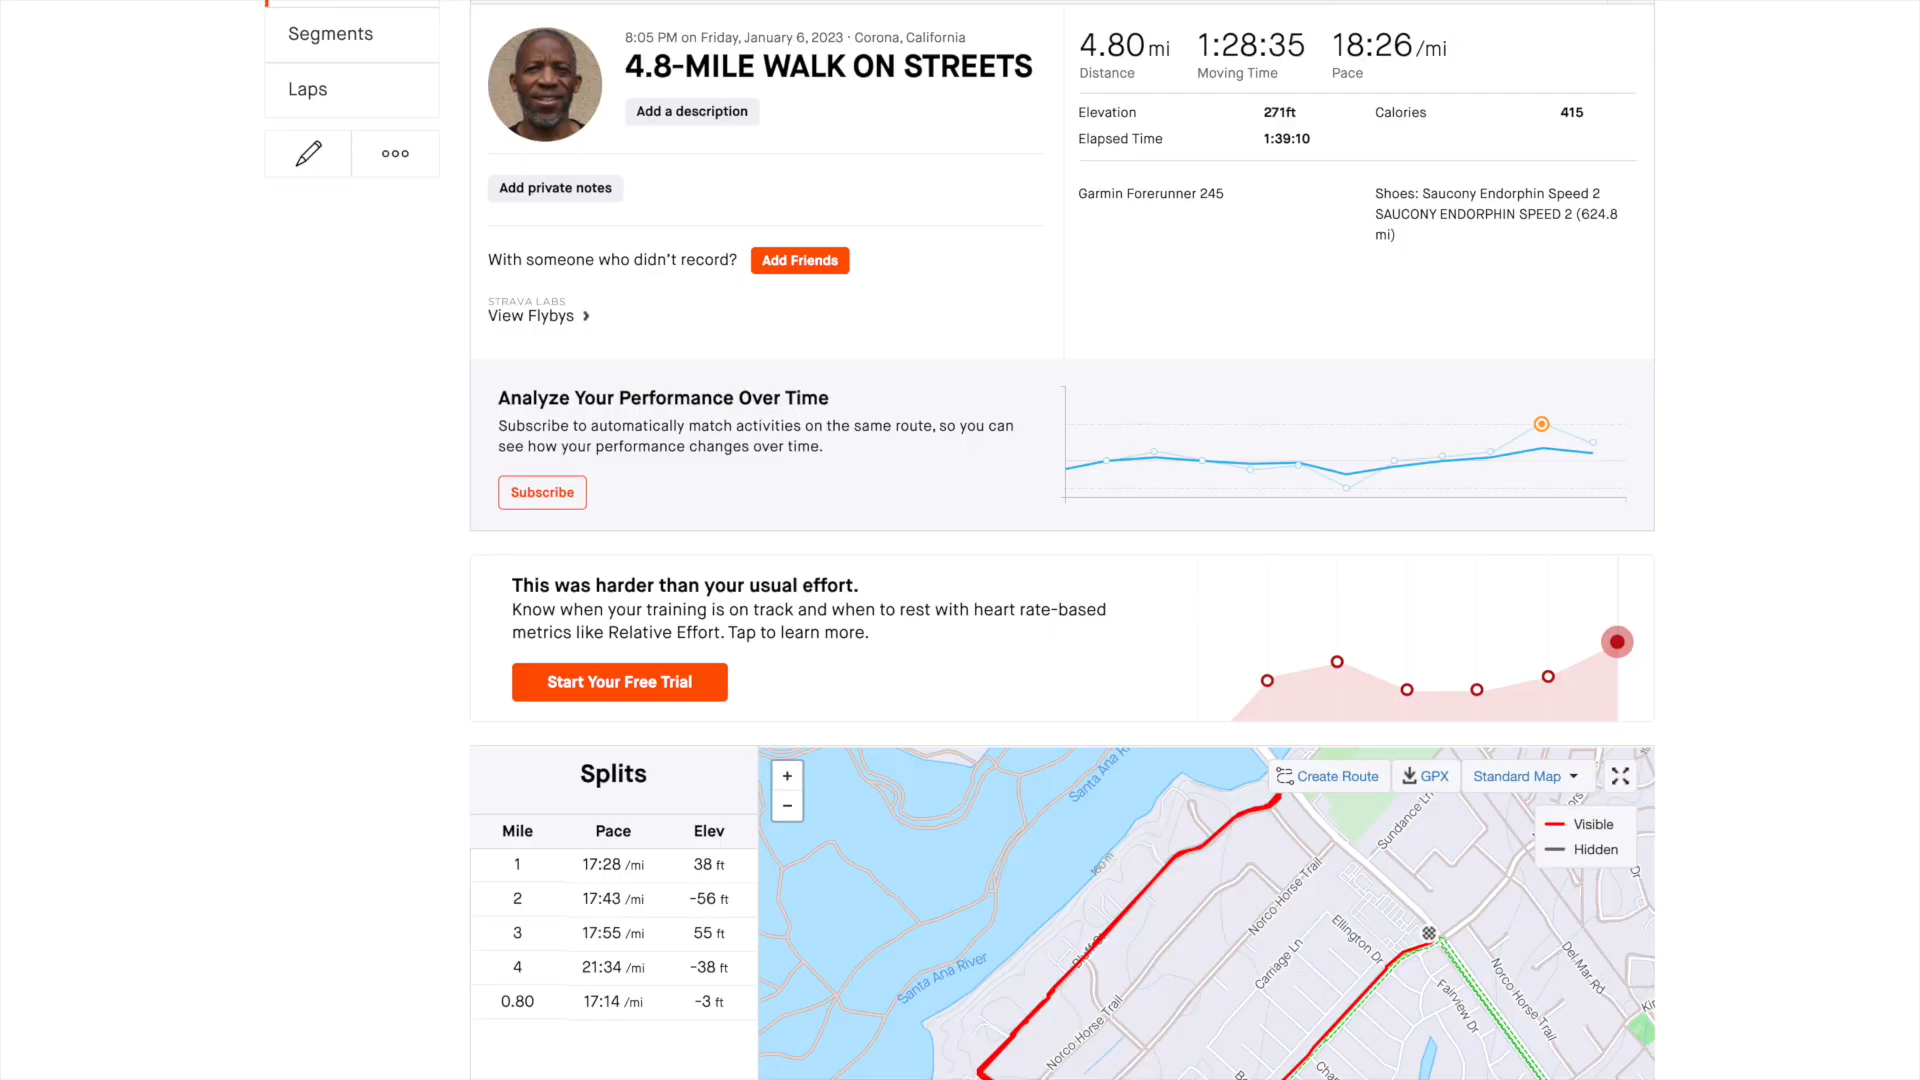 Segments
Laps
8:05 PM on Friday, January 6, 2023 · Corona, California
4.8-MILE WALK ON STREETS
Add a description
Add private notes
With someone who didn't record?
Add Friends
STRAVA LABS
View Flybys
4.80 mi
Distance
1:28:35
Moving Time
18:26 /mi
Pace
Elevation 271ft Calories 415
Elapsed Time 1:39:10
Garmin Forerunner 245
Shoes: Saucony Endorphin Speed 2
SAUCONY ENDORPHIN SPEED 2 (624.8
mi)
Analyze Your Performance Over Time
Subscribe to automatically match activities on the same route, so you can
see how your performance changes over time.
Subscribe
This was harder than your usual effort.
Know when your training is on track and when to rest with heart rate-based
metrics like Relative Effort. Tap to learn more.
Start Your Free Trial
Splits
Mile Pace Elev
1 17:28 /mi 38 ft
2 17:43 /mi -56 ft
3 17:55 /mi 55 ft
4 21:34 /mi -38 ft
0.80 17:14 /mi -3 ft
+
−
Create Route
GPX
Standard Map
Visible
Hidden
Santa Ana
Santa Ana River
Sundance Ln
Norco Horse Trail
Ellington Dr
Carriage Ln
Norco Horse Trail
Fairview Dr
Norco Horse Trail
Del Mar Rd
Dr